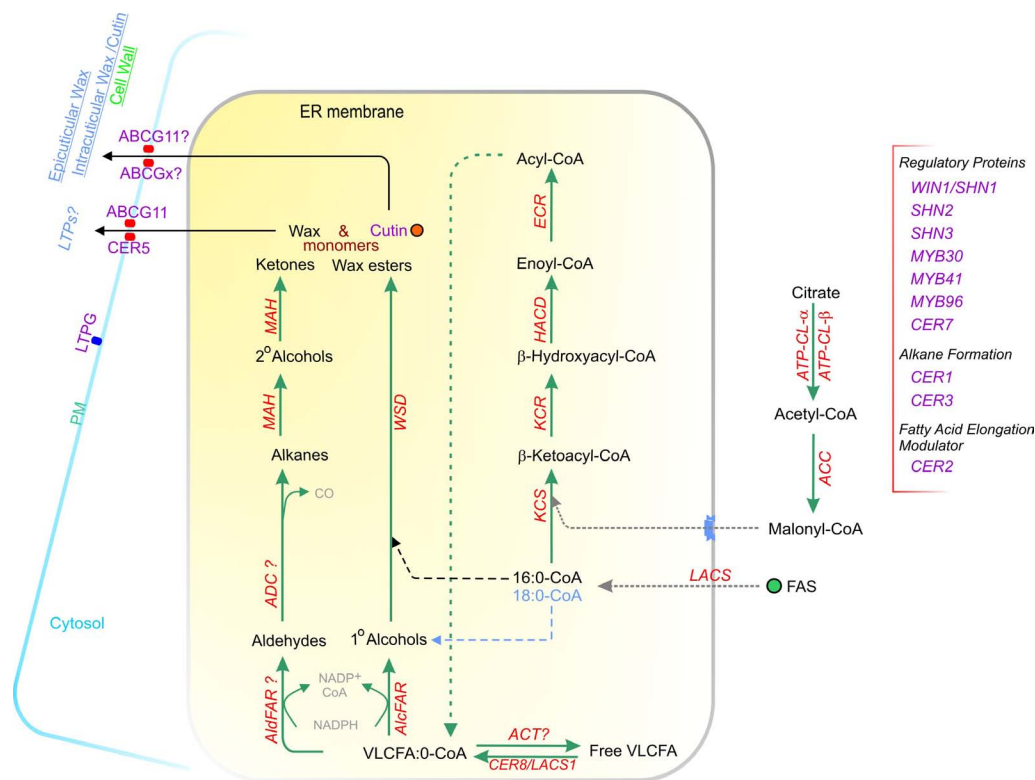 Epicuticular Wax
Intracuticular Wax /Cutin
Cell Wall
ER membrane
ABCG11?
ABCGx?
LTPs?
ABCG11
CER5
LTPG
PM
Cytosol
Wax & Cutin
monomers
Ketones
Wax esters
MAH
2o Alcohols
MAH
Alkanes
CO
ADC ?
WSD
Aldehydes
1o Alcohols
AldFAR ?
NADP+
CoA
NADPH
AlcFAR
VLCFA:0-CoA
ACT?
CER8/LACS1
Free VLCFA
Acyl-CoA
ECR
Enoyl-CoA
HACD
β-Hydroxyacyl-CoA
KCR
β-Ketoacyl-CoA
KCS
16:0-CoA
18:0-CoA
LACS
FAS
Citrate
ATP-CL-α
ATP-CL-β
Acetyl-CoA
ACC
Malonyl-CoA
Regulatory Proteins
WIN1/SHN1
SHN2
SHN3
MYB30
MYB41
MYB96
CER7
Alkane Formation
CER1
CER3
Fatty Acid Elongation
Modulator
CER2